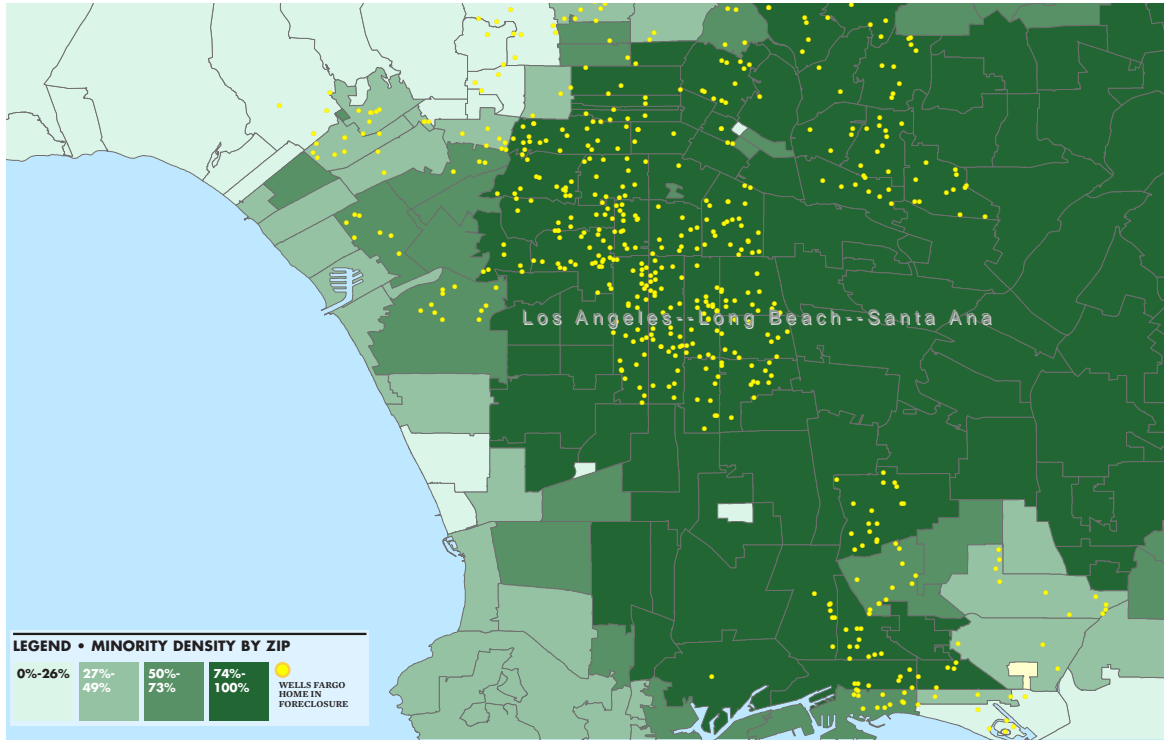 Los Angeles--Long Beach--Santa Ana
LEGEND • MINORITY DENSITY BY ZIP
0%-26%
27%-
49%
50%-
73%
74%-
100%
WELLS FARGO
HOME IN
FORECLOSURE